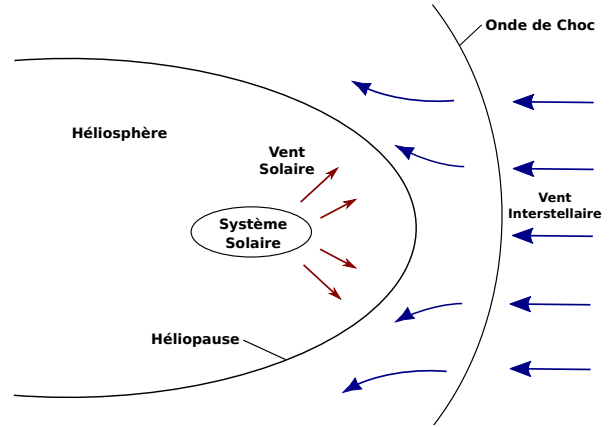 Onde de Choc
Héliosphère
Vent
Solaire
Vent
Interstellaire
Système
Solaire
Héliopause